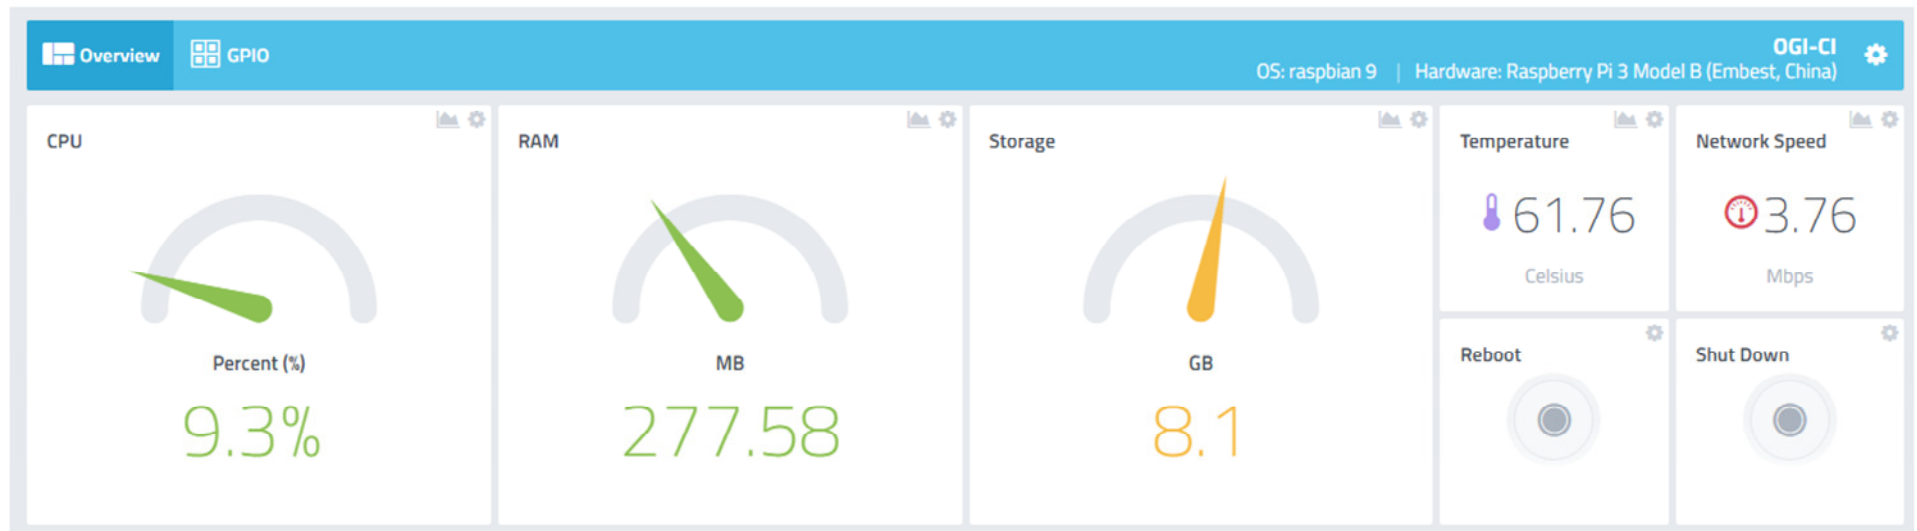 Overview
GPIO
OGI-CI
OS: raspbian 9 | Hardware: Raspberry Pi 3 Model B (Embest, China)
CPU
Percent (%)
9.3%
RAM
MB
277.58
Storage
GB
8.1
Temperature
61.76
Celsius
Network Speed
3.76
Mbps
Reboot
Shut Down